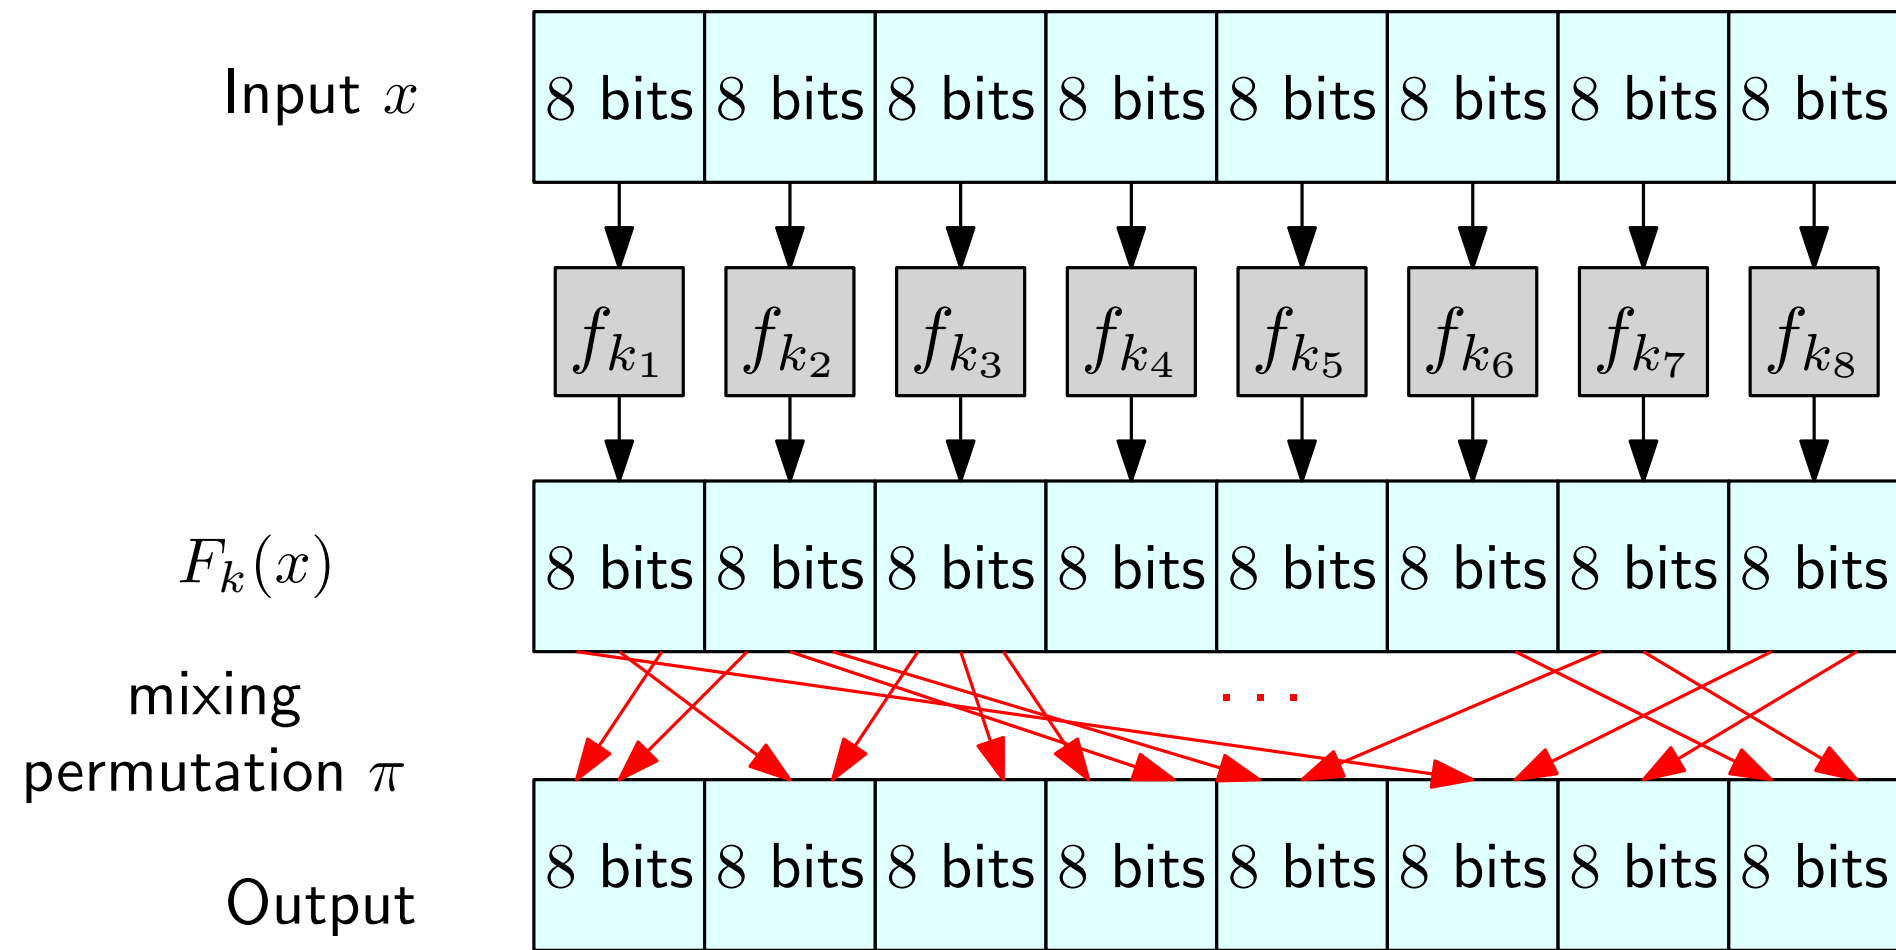 Input x 8 bits 8 bits 8 bits 8 bits 8 bits 8 bits 8 bits 8 bits
f_{k_1} f_{k_2} f_{k_3} f_{k_4} f_{k_5} f_{k_6} f_{k_7} f_{k_8}
F_k(x) 8 bits 8 bits 8 bits 8 bits 8 bits 8 bits 8 bits 8 bits
mixing
...
permutation π
8 bits 8 bits 8 bits 8 bits 8 bits 8 bits 8 bits 8 bits
Output